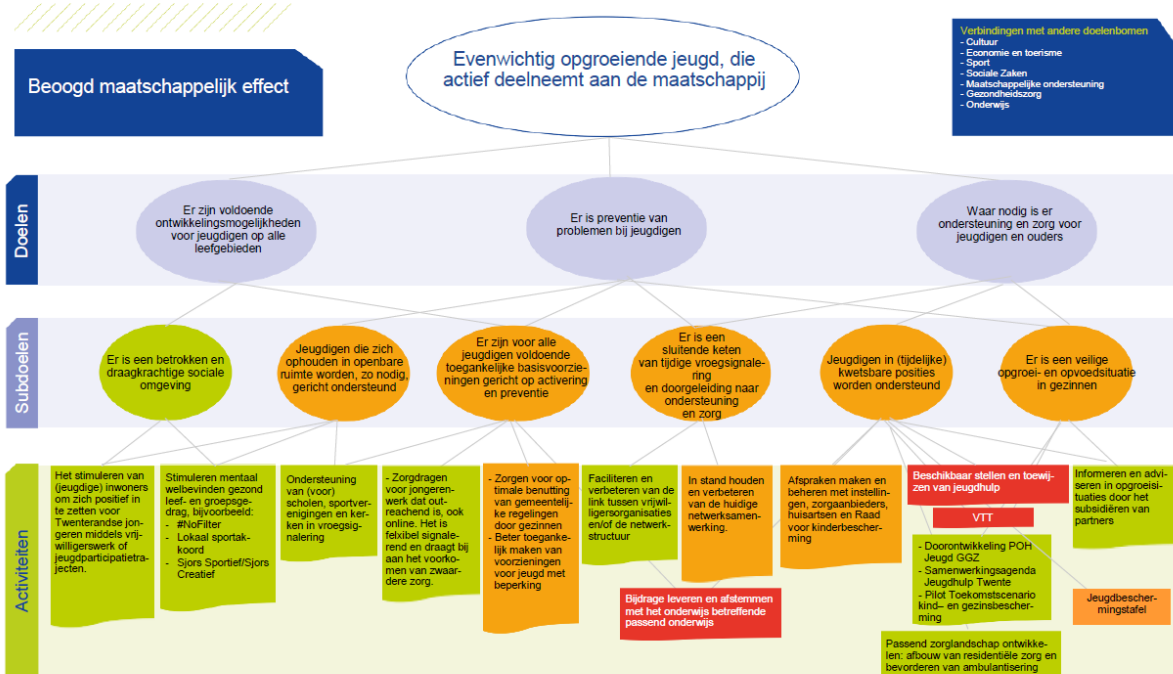 Beoogd maatschappelijk effect
Evenwichtig opgroeiende jeugd, die
actief deelneemt aan de maatschappij
Verbindingen met andere doelenbomen
- Cultuur
- Economie en toerisme
- Sport
- Sociale Zaken
- Maatschappelijke ondersteuning
- Gezondheidszorg
- Onderwijs
Doelen
Er zijn voldoende
ontwikkelingsmogelijkheden
voor jeugdigen op alle
leefgebieden
Er is preventie van
problemen bij jeugdigen
Waar nodig is er
ondersteuning en zorg voor
jeugdigen en ouders
Subdoelen
Er is een betrokken en
draagkrachtige sociale
omgeving
Jeugdigen die zich
ophouden in openbare
ruimte worden, zo nodig,
gericht ondersteund
Er zijn voor alle
jeugdigen voldoende
toegankelijke basisvoorzie-
ningen gericht op activering
en preventie
Er is een
sluitende keten
van tijdige vroegsignale-
ring
en doorgeleiding naar
ondersteuning
en zorg
Jeugdigen in (tijdelijke)
kwetsbare posities
worden ondersteund
Er is een veilige
opgroei- en opvoedsituatie
in gezinnen
Activiteiten
Het stimuleren van
(jeugdige) inwoners
om zich positief in
te zetten voor
Twenterandse jon-
geren middels vrij-
willigerswerk of
jeugdparticipatietra-
jecten.
Stimuleren mentaal
welbevinden gezond
leef- en groepsge-
drag, bijvoorbeeld:
- #NoFilter
- Lokaal sportak-
koord
- Sjors Sportief/Sjors
Creatief
Ondersteuning
van (voor)
scholen, sportver-
enigingen en ker-
ken in vroegsig-
nalering
- Zorgdragen
voor jongeren-
werk dat out-
reachend is, ook
online. Het is
felxibel signale-
rend en draagt bij
aan het voorko-
men van zwaar-
dere zorg.
- Zorgen voor op-
timale benutting
van gemeentelij-
ke regelingen
door gezinnen
- Beter toeganke-
lijk maken van
voorzieningen
voor jeugd met
beperking
Faciliteren en
verbeteren van de
link tussen vrijwil-
ligersorganisaties
en/of de netwerk-
structuur
In stand houden
en verbeteren
van de huidige
netwerksamen-
werking.
Bijdrage leveren en afstemmen
met het onderwijs betreffende
passend onderwijs
Afspraken maken en
beheren met instellin-
gen, zorgaanbieders,
huisartsen en Raad
voor kinderbescher-
ming
Beschikbaar stellen en toewij-
zen van jeugdhulp
VTT
- Doorontwikkeling POH
Jeugd GGZ
- Samenwerkingsagenda
Jeugdhulp Twente
- Pilot Toekomstscenario
kind– en gezinsbescher-
ming
Passend zorglandschap ontwikke-
len: afbouw van residentiële zorg en
bevorderen van ambulantisering
Informeren en advi-
seren in opgroeisi-
tuaties door het
subsidiëren van
partners
Jeugdbescher-
mingstafel